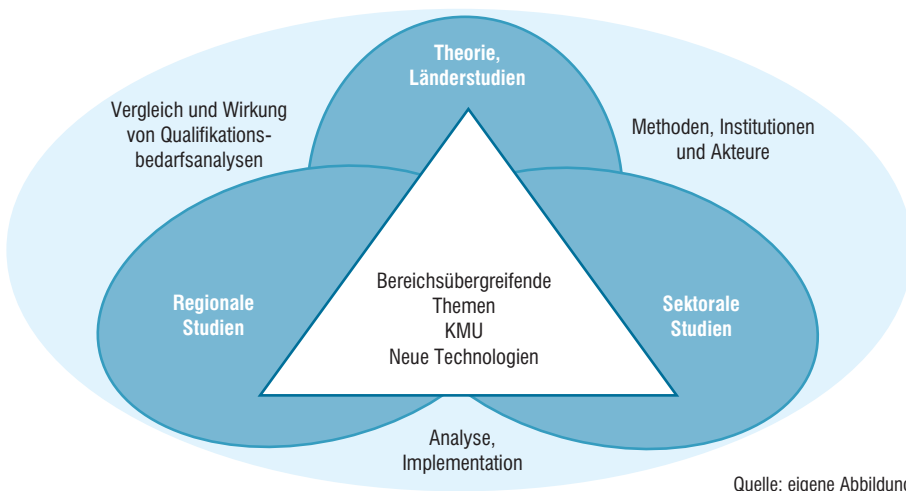 Theorie,
Länderstudien
Vergleich und Wirkung
von Qualifikations-
bedarfsanalysen
Methoden, Institutionen
und Akteure
Regionale
Studien
Bereichsübergreifende
Themen
KMU
Neue Technologien
Sektorale
Studien
Analyse,
Implementation
Quelle: eigene Abbildung